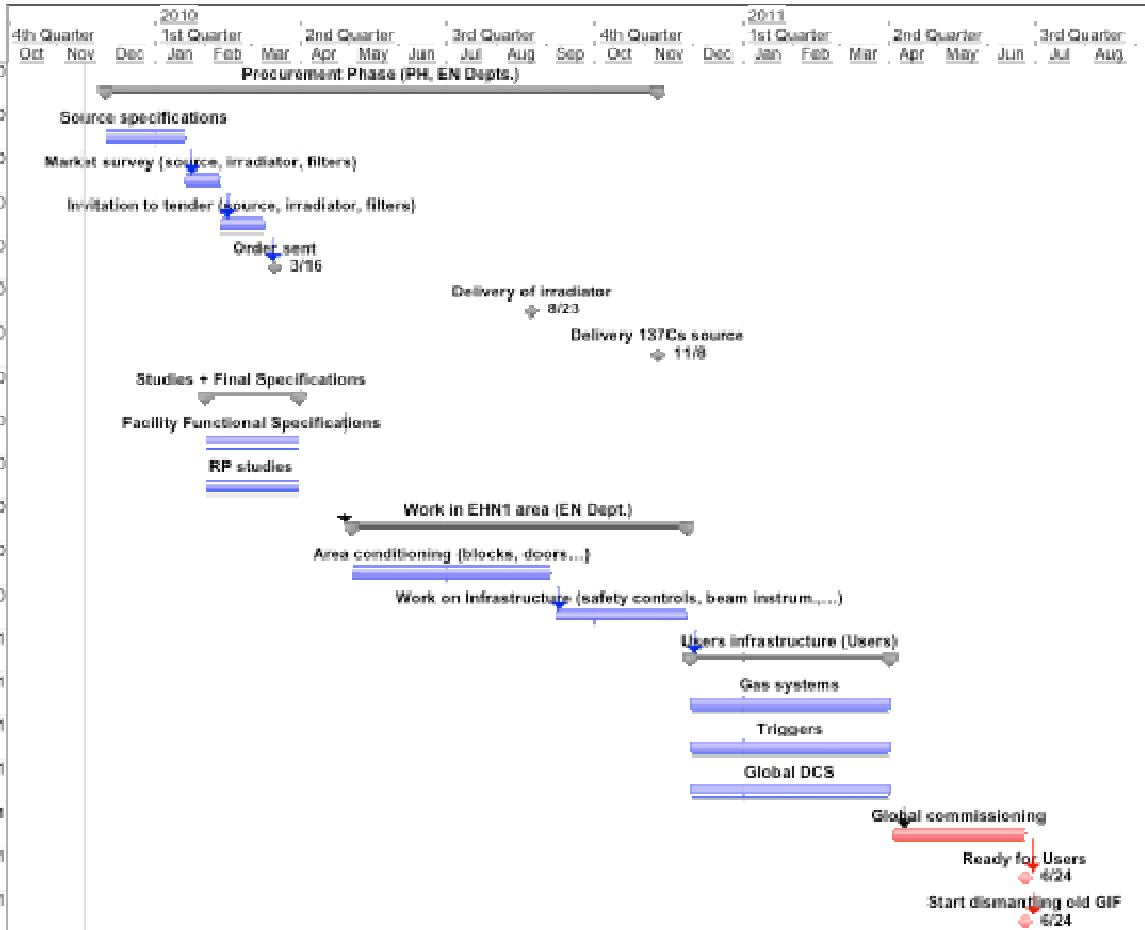 2010 2011
4th Quarter 1st Quarter 2nd Quarter 3rd Quarter 4th Quarter 1st Quarter 2nd Quarter 3rd Quarter
Oct Nov Dec Jan Feb Mar Apr May Jun Jul Aug Sep Oct Nov Dec Jan Feb Mar Apr May Jun Jul Aug
Procurement Phase (PH, EN Depts.)
Source specifications
Market survey (source, irradiator, filters)
Invitation to tender (source, irradiator, filters)
Order sent
3/16
Delivery of irradiator
8/23
Delivery 137Cs source
11/8
Studies + Final Specifications
Facility Functional Specifications
RP studies
Work in EHN1 area (EN Dept.)
Area conditioning (blocks, doors...)
Work on Infrastructure (safety controls, beam instrum.,...)
Users infrastructure (Users)
Gas systems
Triggers
Global DCS
Global commissioning
Ready for Users
6/24
Start dismantling old GIF
6/24